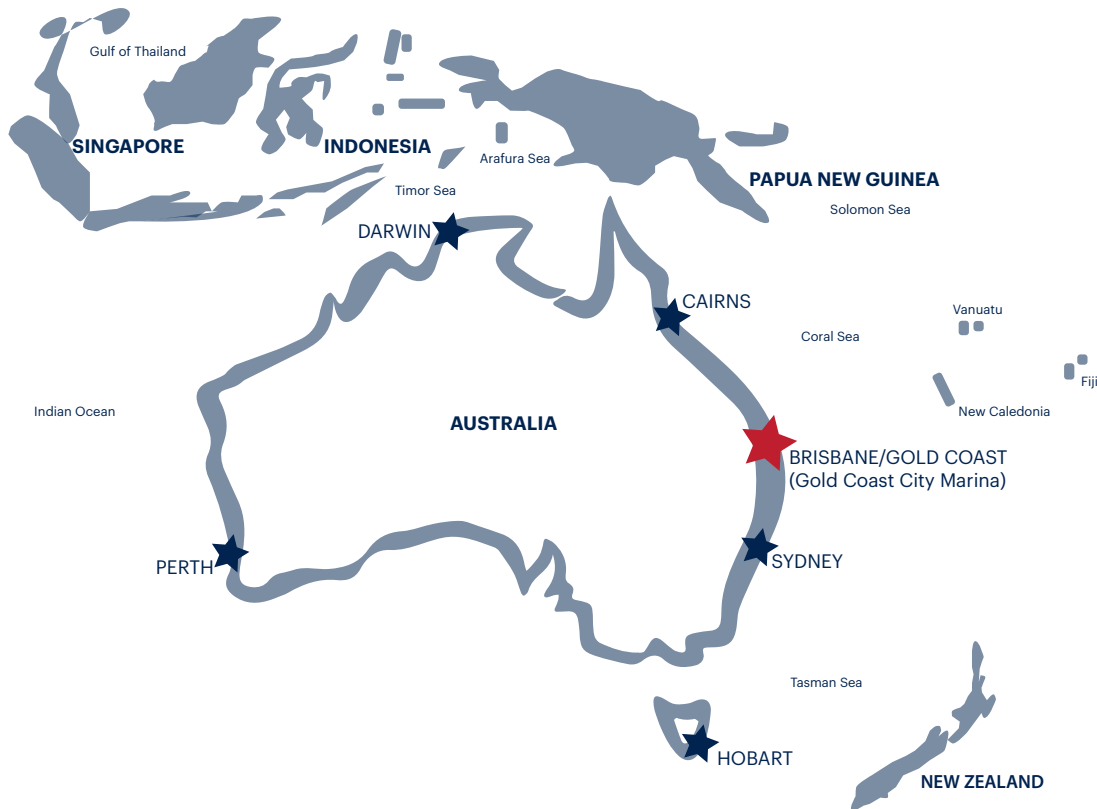 Gulf of Thailand
SINGAPORE
INDONESIA
Arafura Sea
PAPUA NEW GUINEA
Timor Sea
Solomon Sea
DARWIN
CAIRNS
Vanuatu
Coral Sea
Fiji
Indian Ocean
New Caledonia
AUSTRALIA
BRISBANE/GOLD COAST
(Gold Coast City Marina)
SYDNEY
PERTH
Tasman Sea
HOBART
NEW ZEALAND